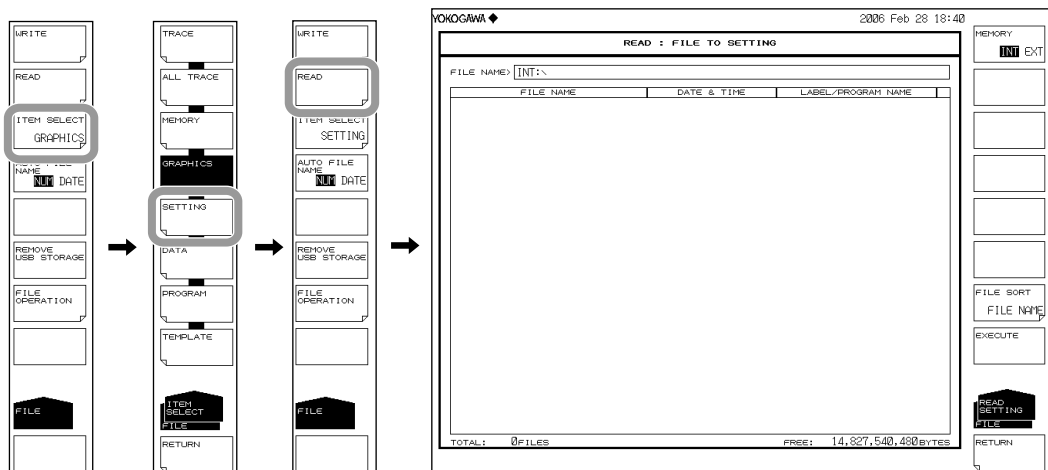 WRITE
READ
ITEM SELECT
GRAPHICS
AUTO FILE
NAME
NUM DATE
REMOVE
USB STORAGE
FILE
OPERATION
FILE
TRACE
ALL TRACE
MEMORY
GRAPHICS
SETTING
DATA
PROGRAM
TEMPLATE
ITEM
SELECT
FILE
RETURN
WRITE
READ
ITEM SELECT
SETTING
AUTO FILE
NAME
NUM DATE
REMOVE
USB STORAGE
FILE
OPERATION
FILE
YOKOGAWA 2006 Feb 28 18:40
READ : FILE TO SETTING
FILE NAME> INT:\
FILE NAME DATE & TIME LABEL/PROGRAM NAME
TOTAL: 0FILES FREE: 14,827,540,480BYTES
MEMORY
INT EXT
FILE SORT
FILE NAME
EXECUTE
READ
SETTING
FILE
RETURN